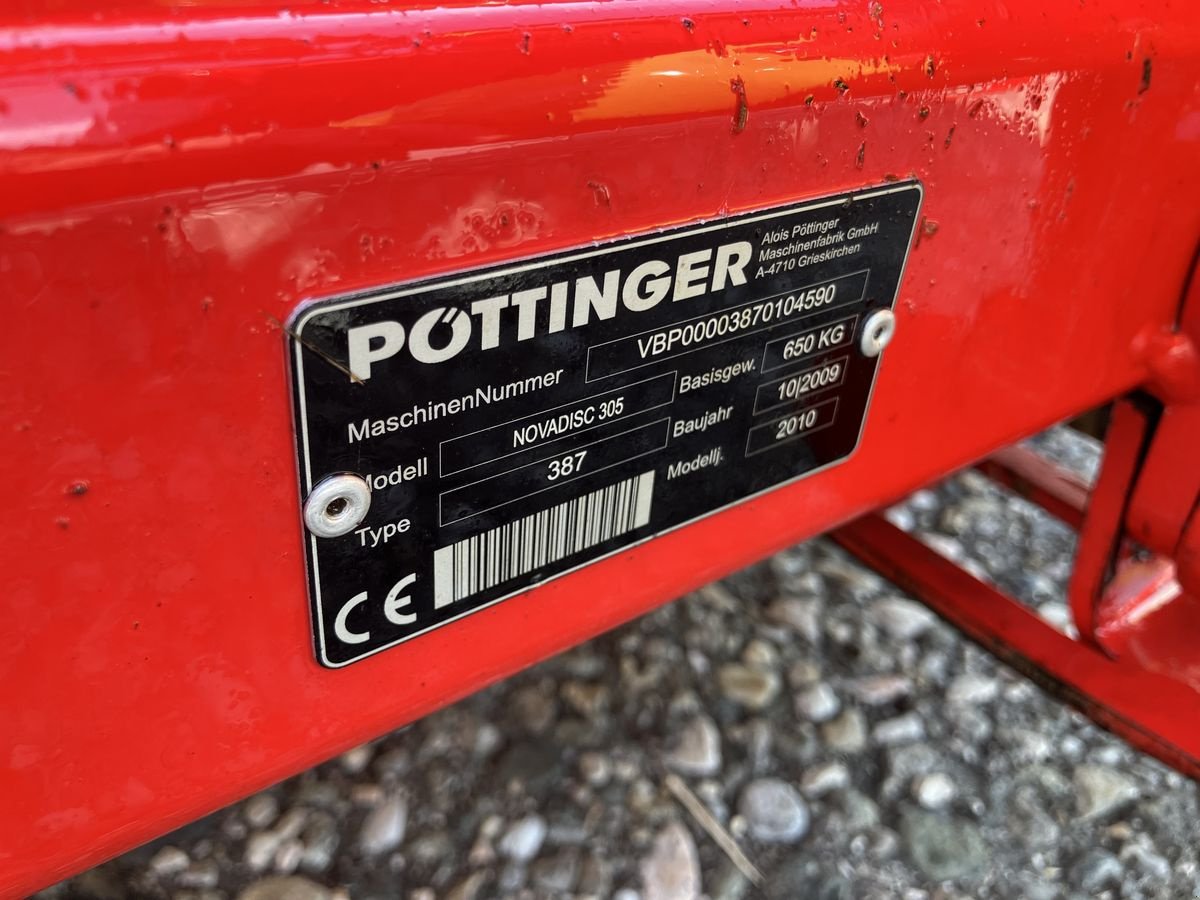 PÖTTINGER
Alois Pöttinger
Maschinenfabrik GmbH
A-4710 Grieskirchen
MaschinenNummer VBP00003870104590
Modell NOVADISC 305 Basisgew. 650 KG
Type 387 Baujahr 10|2009
Modellj. 2010
CE